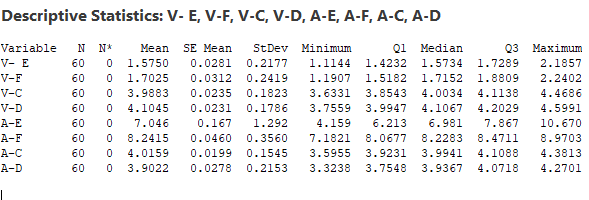 Descriptive Statistics: V- E, V-F, V-C, V-D, A-E, A-F, A-C, A-D
Variable N N* Mean SE Mean StDev Minimum Q1 Median Q3 Maximum
V- E 60 0 1.5750 0.0281 0.2177 1.1144 1.4232 1.5734 1.7289 2.1857
V-F 60 0 1.7025 0.0312 0.2419 1.1907 1.5182 1.7152 1.8809 2.2402
V-C 60 0 3.9883 0.0235 0.1823 3.6331 3.8543 4.0034 4.1138 4.4686
V-D 60 0 4.1045 0.0231 0.1786 3.7559 3.9947 4.1067 4.2029 4.5991
A-E 60 0 7.046 0.167 1.292 4.159 6.213 6.981 7.867 10.670
A-F 60 0 8.2415 0.0460 0.3560 7.1821 8.0677 8.2283 8.4711 8.9703
A-C 60 0 4.0159 0.0199 0.1545 3.5955 3.9231 3.9941 4.1088 4.3813
A-D 60 0 3.9022 0.0278 0.2153 3.3238 3.7548 3.9367 4.0718 4.2701